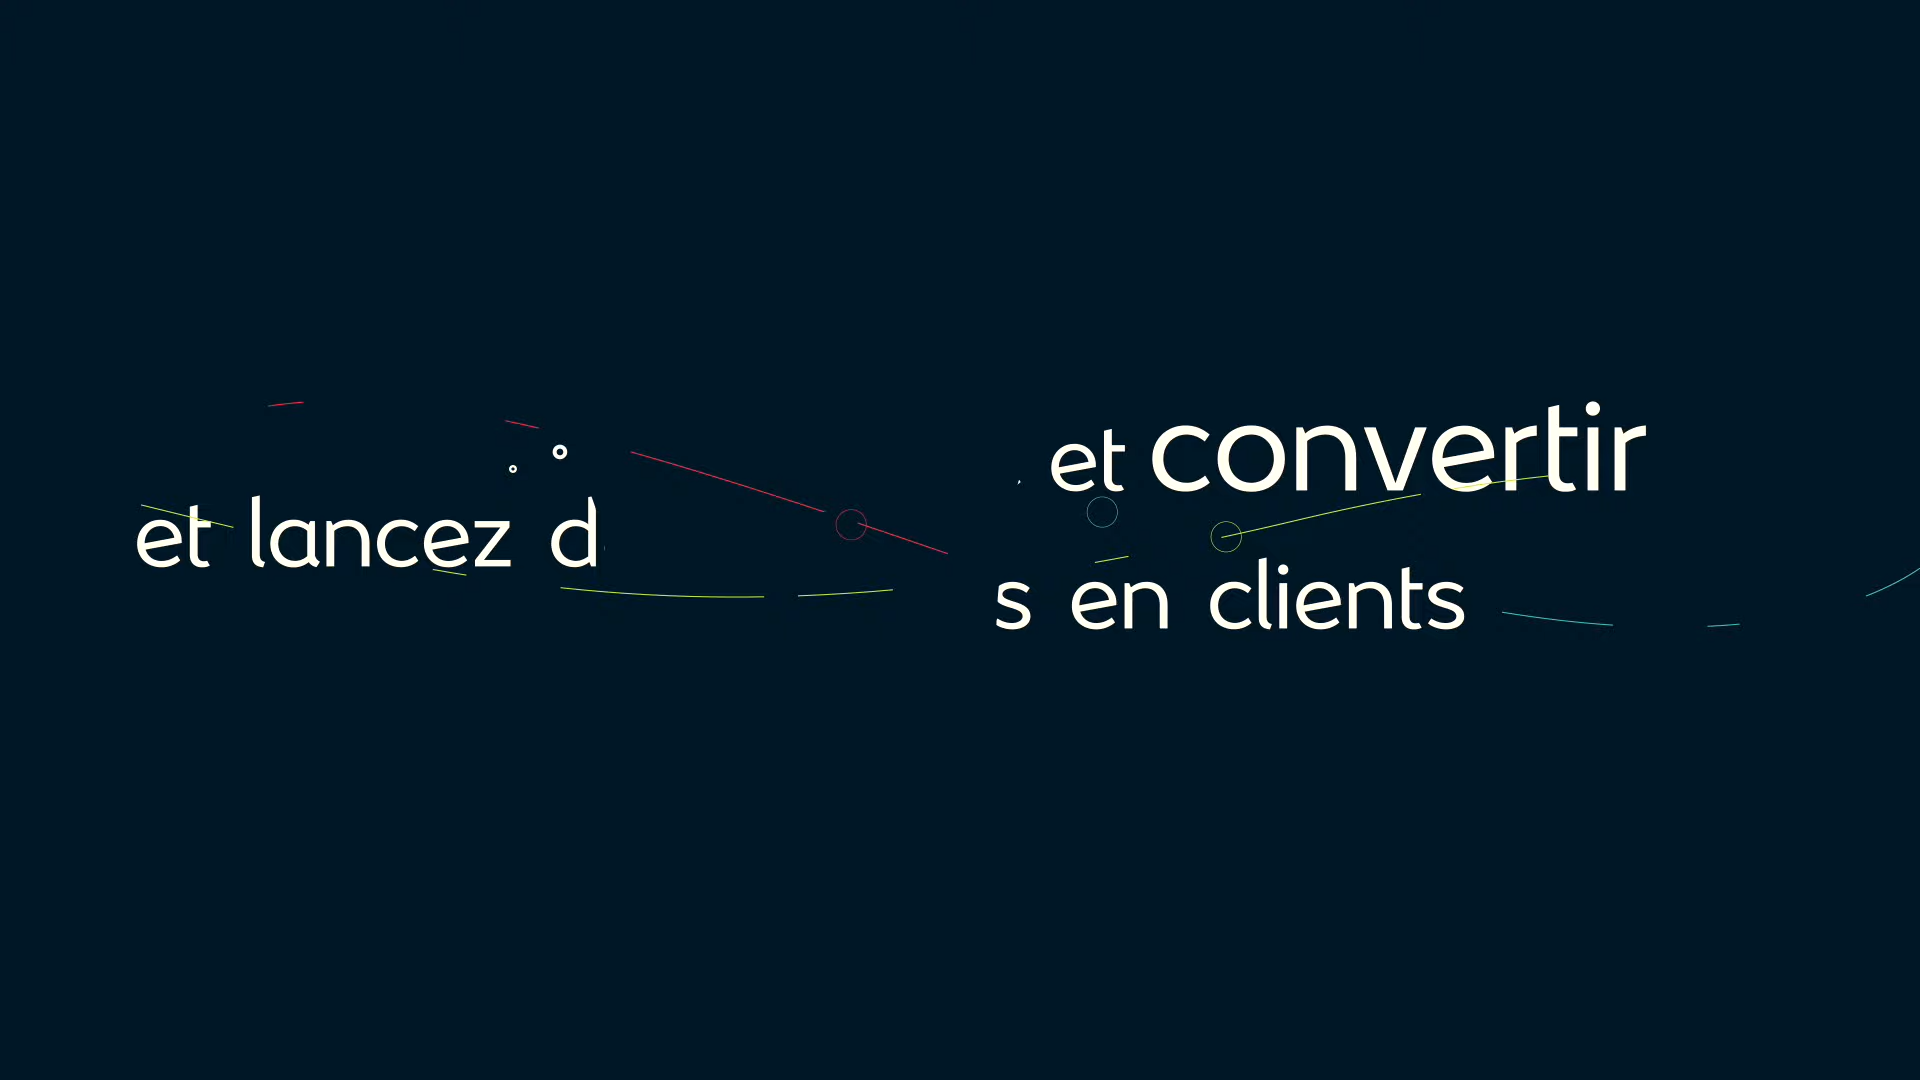 et lancez d
et convertir
s en clients